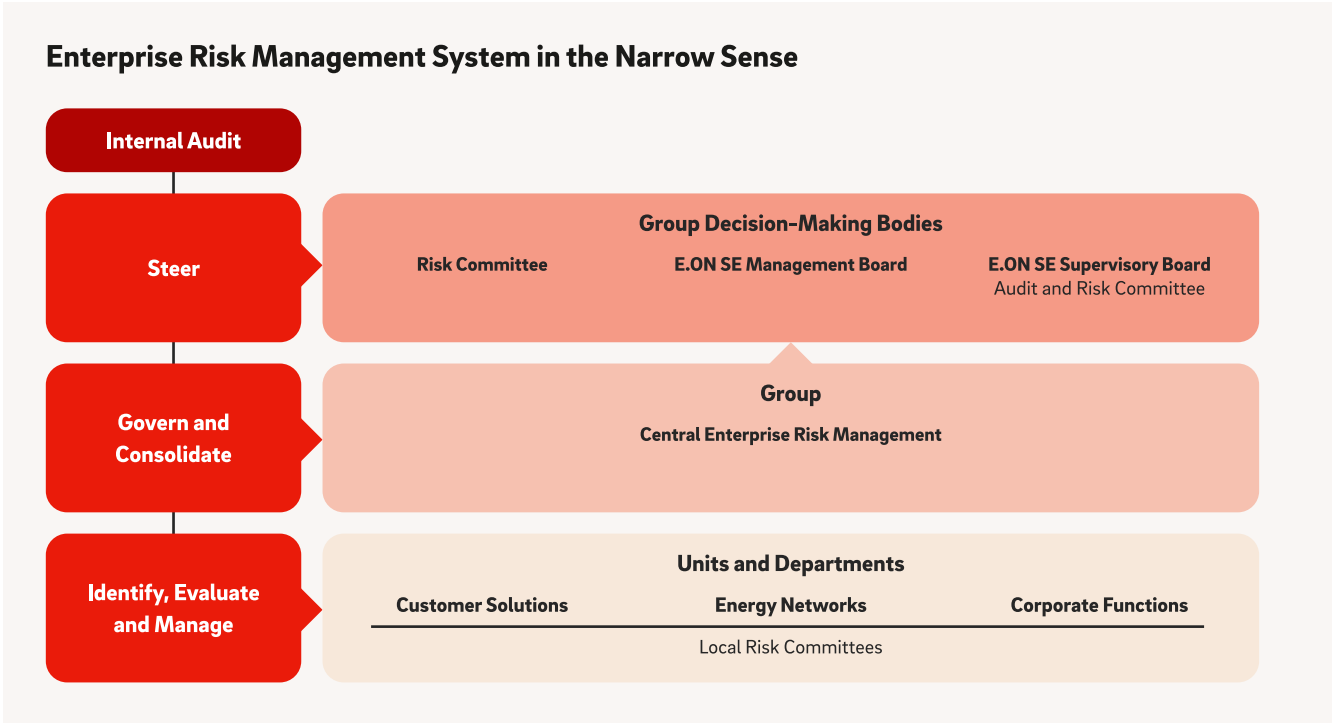 Enterprise Risk Management System in the Narrow Sense
Internal Audit
Steer
Group Decision-Making Bodies
Risk Committee
E.ON SE Management Board
E.ON SE Supervisory Board
Audit and Risk Committee
Govern and
Consolidate
Group
Central Enterprise Risk Management
Identify, Evaluate
and Manage
Units and Departments
Customer Solutions
Energy Networks
Corporate Functions
Local Risk Committees